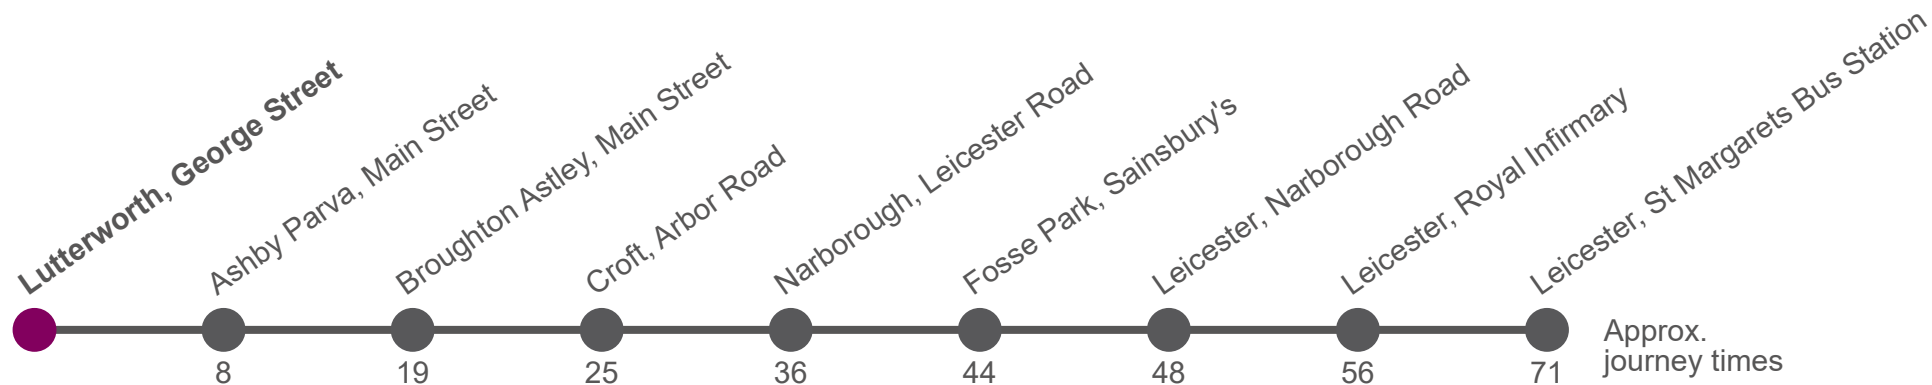 Lutterworth, George Street
Ashby Parva, Main Street
Broughton Astley, Main Street
Croft, Arbor Road
Narborough, Leicester Road
Fosse Park, Sainsbury's
Leicester, Narborough Road
Leicester, Royal Infirmary
Leicester, St Margarets Bus Station
8
19
25
36
44
48
56
71
Approx.
journey times